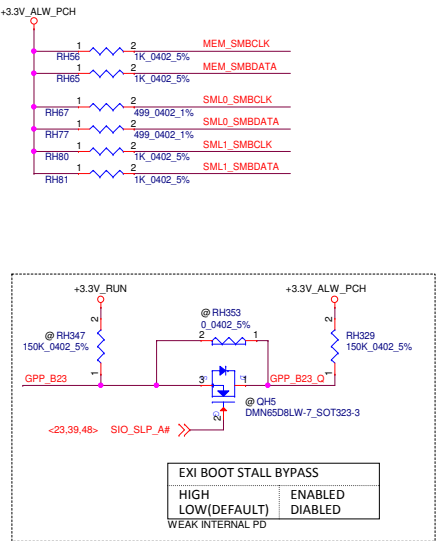 +3.3V_ALW_PCH
1 2 MEM_SMBCLK
RH56 1K_0402_5%
1 2 MEM_SMBDATA
RH65 1K_0402_5%
1 2 SML0_SMBCLK
RH67 499_0402_1%
1 2 SML0_SMBDATA
RH77 499_0402_1%
1 2 SML1_SMBCLK
RH80 1K_0402_5%
1 2 SML1_SMBDATA
RH81 1K_0402_5%
+3.3V_RUN +3.3V_ALW_PCH
@ RH353
0_0402_5%
2 2
@ RH347 2 1 RH329
150K_0402_5% 150K_0402_5%
1 1
GPP_B23 3 1 GPP_B23_Q
@ QH5
DMN65D8LW-7_SOT323-3
2
<23,39,48> SIO_SLP_A#
EXI BOOT STALL BYPASS
HIGH ENABLED
LOW(DEFAULT) DIABLED
WEAK INTERNAL PD